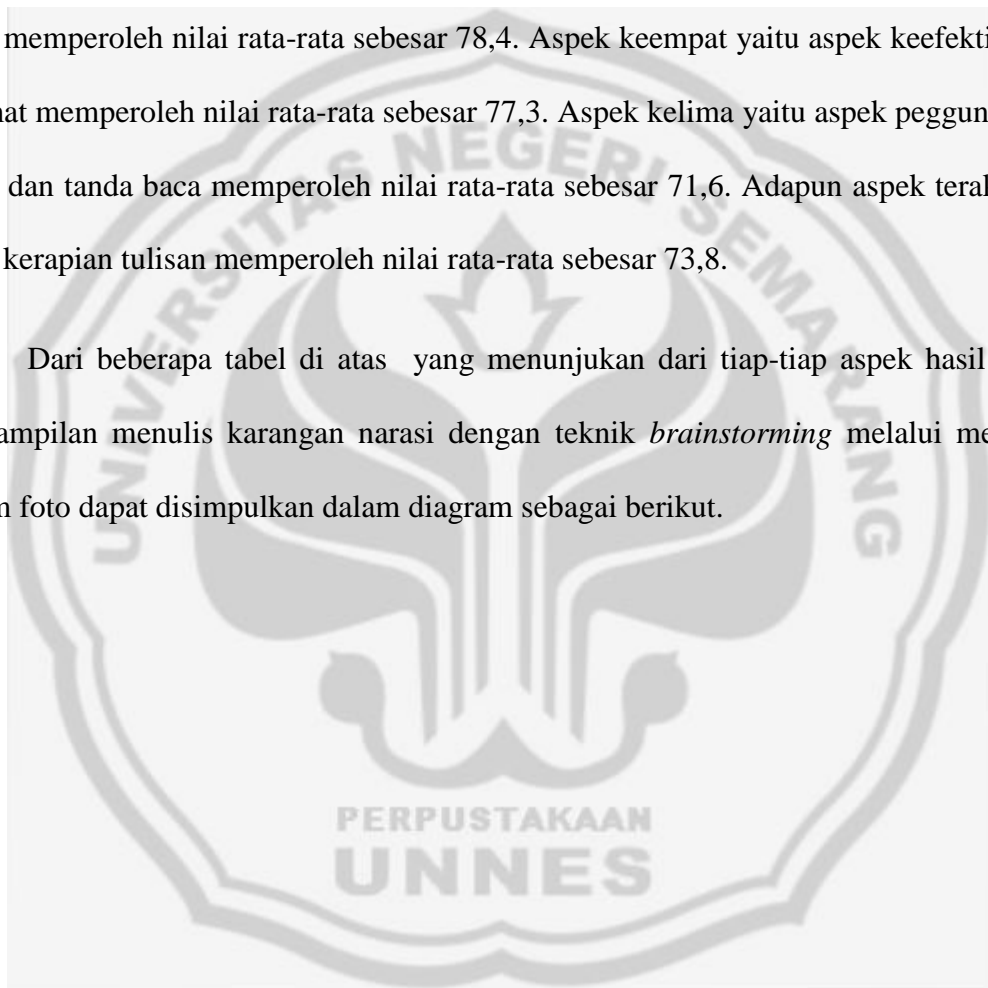 memperoleh nilai rata-rata sebesar 78,4. Aspek keempat yaitu aspek keefekti
at memperoleh nilai rata-rata sebesar 77,3. Aspek kelima yaitu aspek peggun
dan tanda baca memperoleh nilai rata-rata sebesar 71,6. Adapun aspek tera
kerapian tulisan memperoleh nilai rata-rata sebesar 73,8.
Dari beberapa tabel di atas yang menunjukan dari tiap-tiap aspek hasil
ampilan menulis karangan narasi dengan teknik brainstorming melalui me
foto dapat disimpulkan dalam diagram sebagai berikut.
UNIVERSITAS NEGERI SEMARANG
PERPUSTAKAAN
UNNES